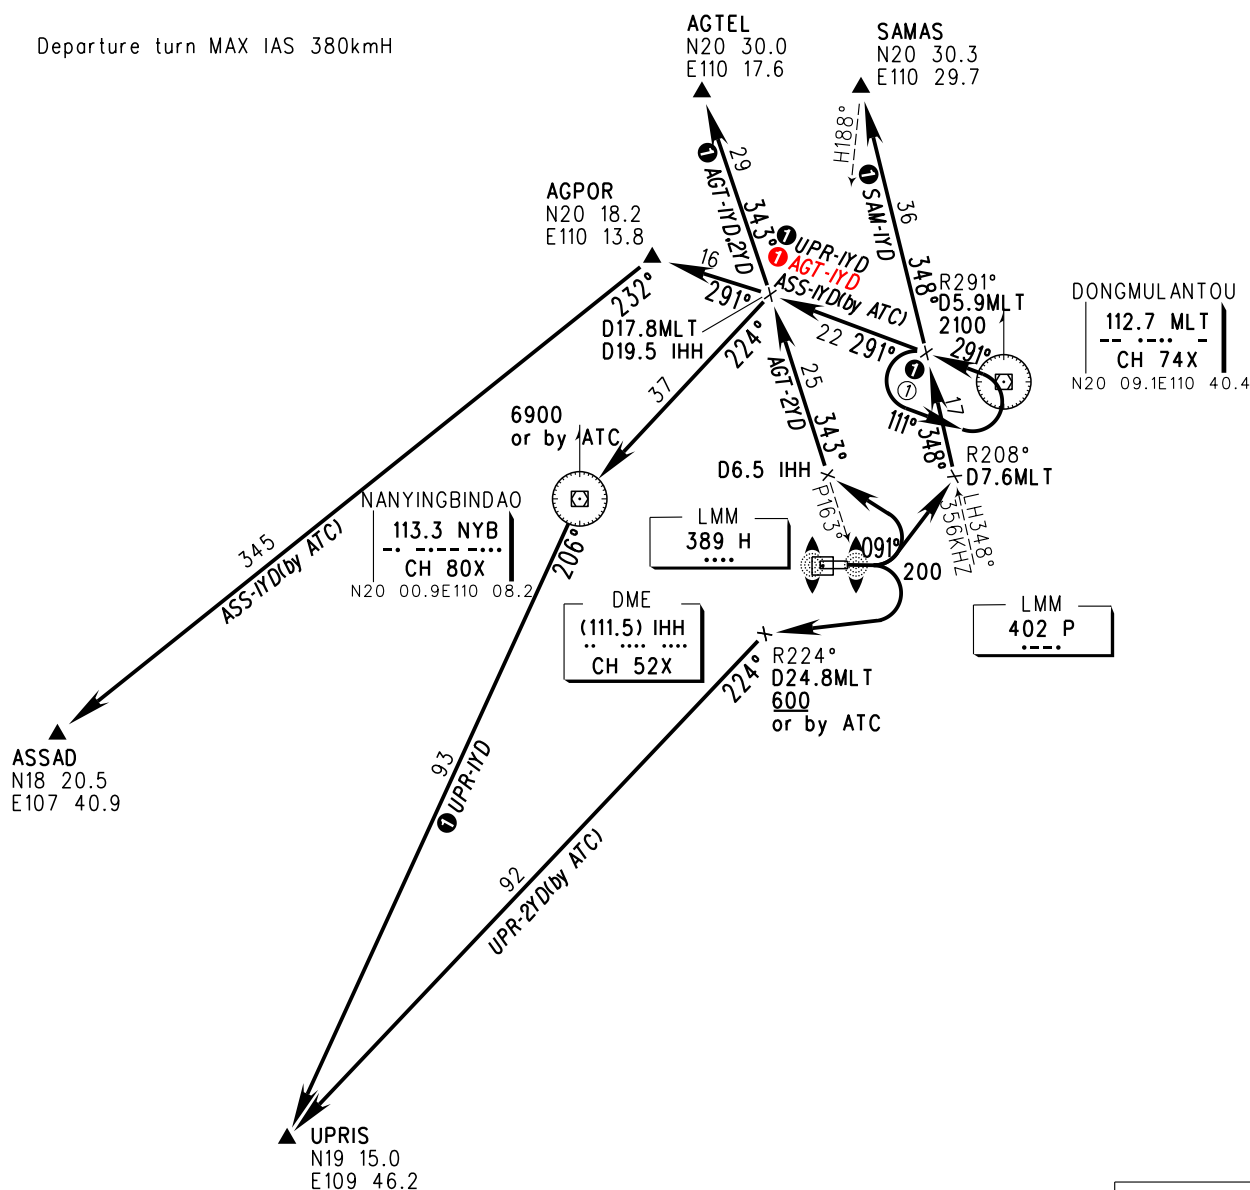 Departure turn MAX IAS 380kmH
AGTEL
N20 30.0
E110 17.6
SAMAS
N20 30.3
E110 29.7
H188°
29
1 AGT-1YD,2YD
343°
1 SAM-1YD
36
348°
AGPOR
N20 18.2
E110 13.8
232°
16
291°
1 UPR-1YD
1 AGT-1YD
ASS-1YD(by ATC)
22 291°
R291°
D5.9MLT
2100
291°
DONGMULANTOU
112.7 MLT
CH 74X
N20 09.1E110 40.4
D17.8MLT
D19.5 IHH
224°
37
25
AGT-2YD
343°
1
1
111°
17
348°
6900
or by ATC
D6.5 IHH
R208°
D7.6MLT
NANYINGBINDAO
113.3 NYB
CH 80X
N20 00.9E110 08.2
206°
LMM
389 H
P163°
091°
200
LH348°
356KHZ
345
ASS-1YD(by ATC)
DME
(111.5) IHH
CH 52X
LMM
402 P
R224°
D24.8MLT
600
or by ATC
224°
ASSAD
N18 20.5
E107 40.9
93
1 UPR-1YD
92
UPR-2YD(by ATC)
UPRIS
N19 15.0
E109 46.2